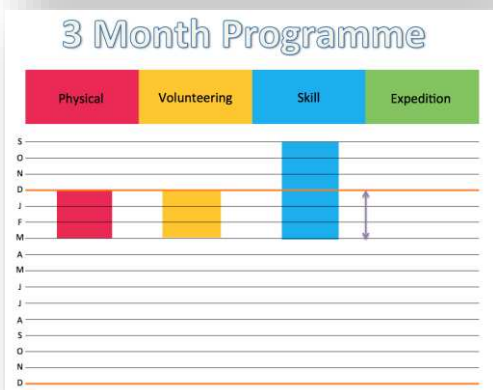 3 Month Programme
Physical Volunteering Skill Expedition
S
O
N
D
J
F
M
A
M
J
J
A
S
O
N
D